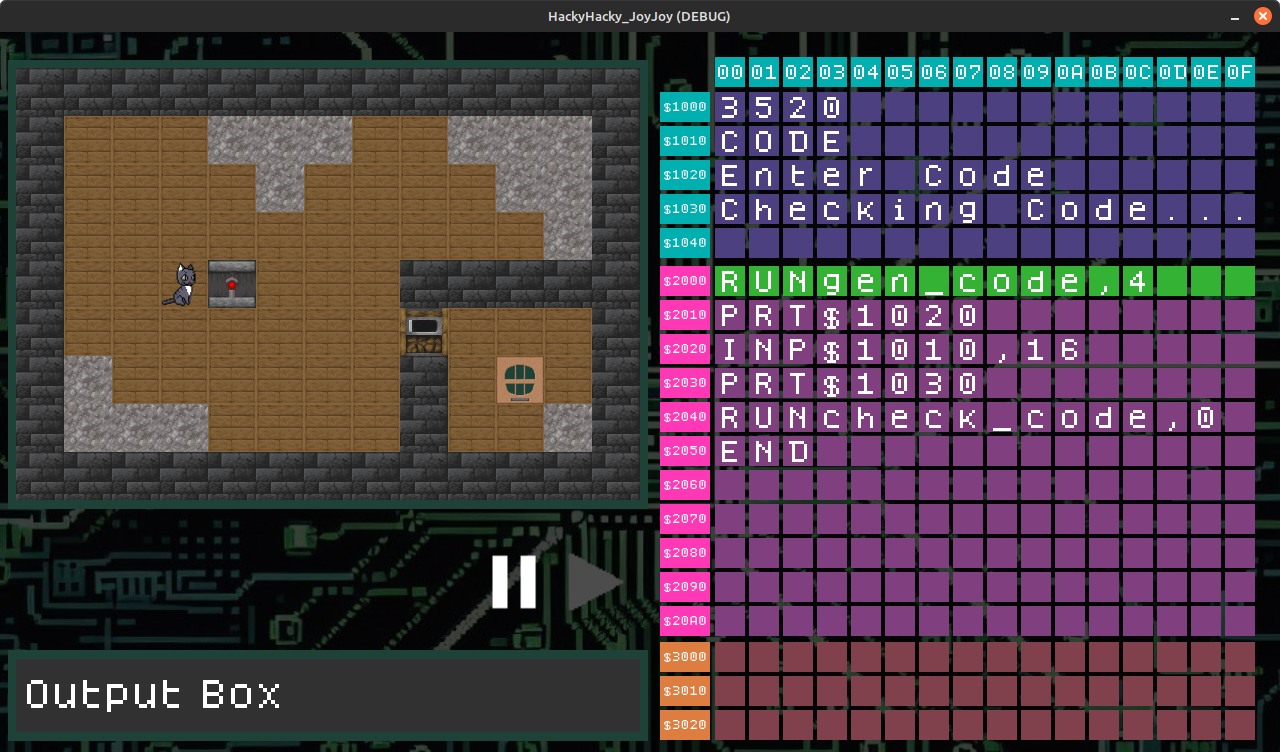 HackyHacky_JoyJoy (DEBUG)
00 01 02 03 04 05 06 07 08 09 0A 0B 0C 0D 0E 0F
$1000 3520
$1010 CODE
$1020 Enter Code
$1030 Checking Code...
$1040
$2000 RUNgen_code,4
$2010 PRT$1020
$2020 INP$1010,16
$2030 PRT$1030
$2040 RUNcheck_code,0
$2050 END
$2060
$2070
$2080
$2090
$20A0
$3000
$3010
$3020
Output Box